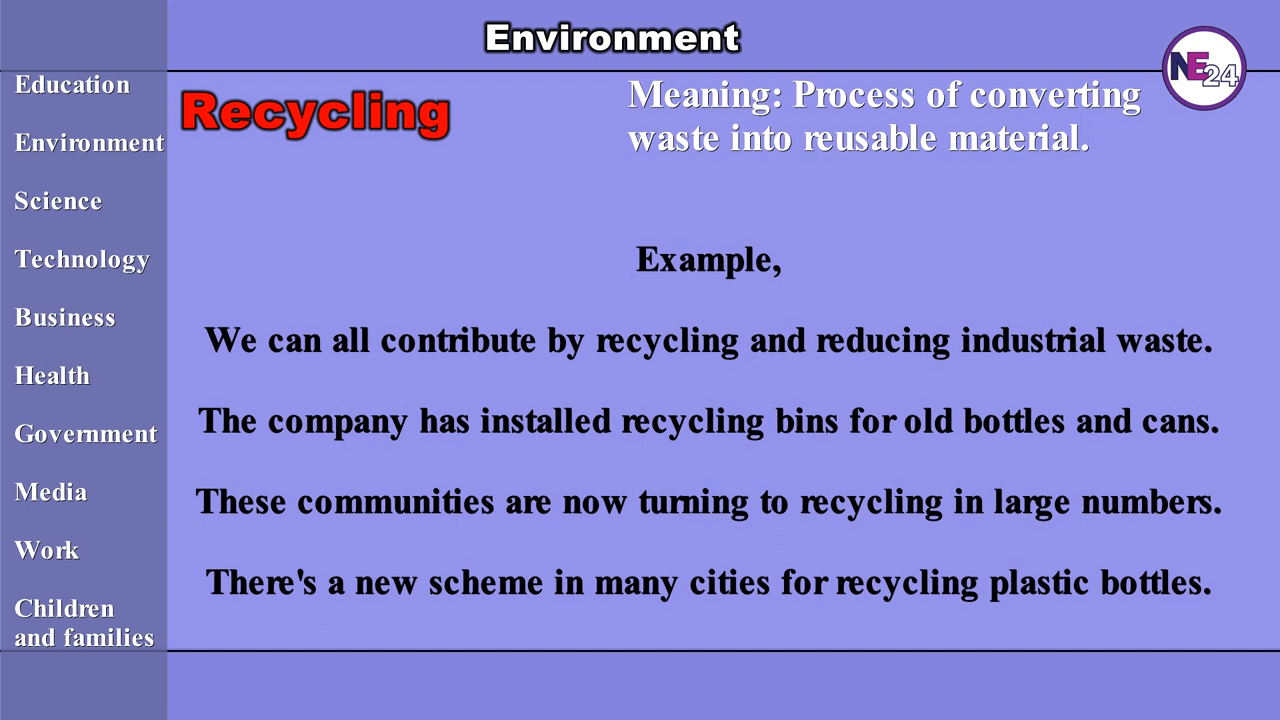 Environment
NE24
Education
Environment
Science
Technology
Business
Health
Government
Media
Work
Children
and families
Recycling
Meaning: Process of converting
waste into reusable material.
Example,
We can all contribute by recycling and reducing industrial waste.
The company has installed recycling bins for old bottles and cans.
These communities are now turning to recycling in large numbers.
There's a new scheme in many cities for recycling plastic bottles.